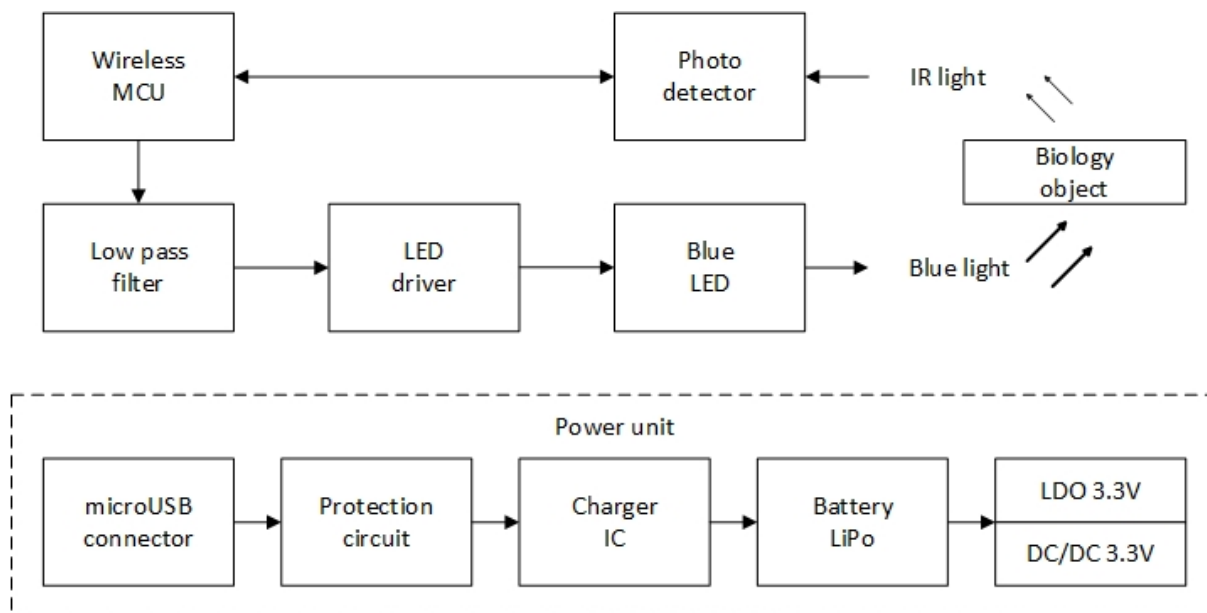 Wireless
MCU
Photo
detector
IR light
Biology
object
Low pass
filter
LED
driver
Blue
LED
Blue light
Power unit
microUSB
connector
Protection
circuit
Charger
IC
Battery
LiPo
LDO 3.3V
DC/DC 3.3V